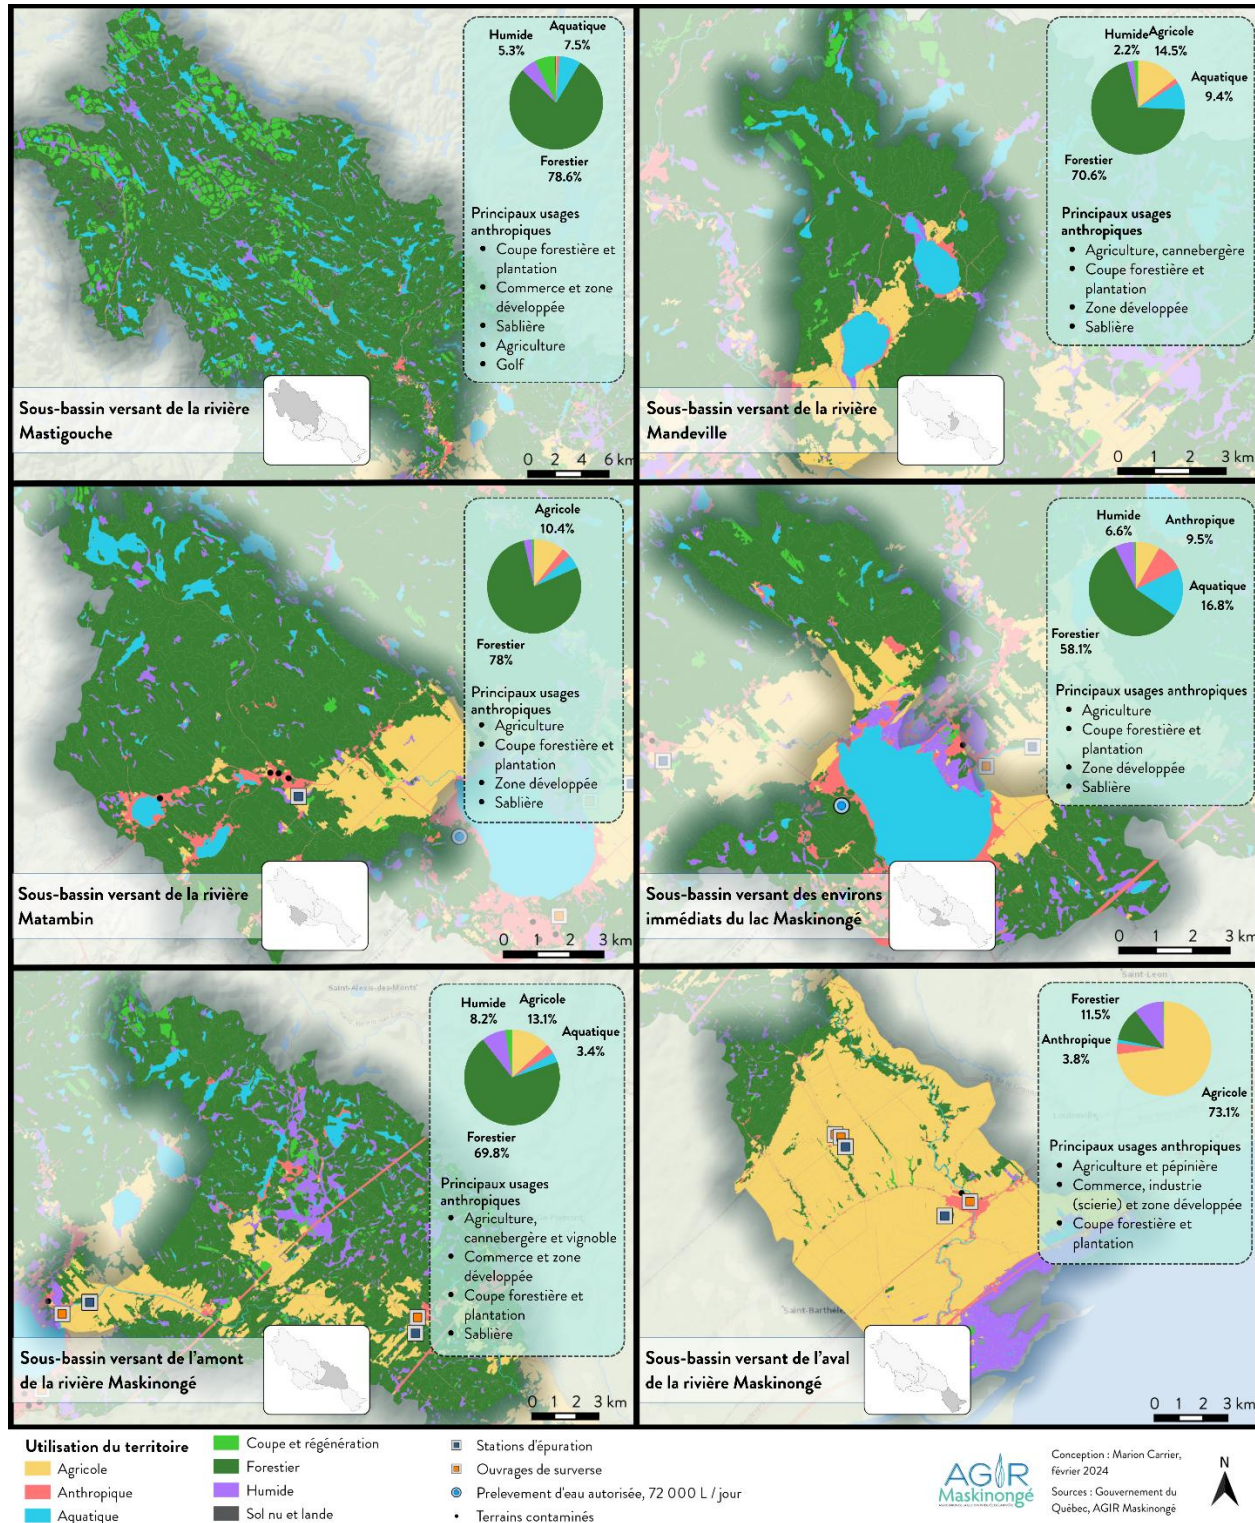 Humide
5.3%
Aquatique
7.5%
Forestier
78.6%
Principaux usages
anthropiques
• Coupe forestière et
plantation
• Commerce et zone
développée
• Sablière
• Agriculture
• Golf
Sous-bassin versant de la rivière
Mastigouche
0 2 4 6 km
Humide
2.2%
Agricole
14.5%
Aquatique
9.4%
Forestier
70.6%
Principaux usages
anthropiques
• Agriculture, cannebergère
• Coupe forestière et
plantation
• Zone développée
• Sablière
Sous-bassin versant de la rivière
Mandeville
0 1 2 3 km
Agricole
10.4%
Forestier
78%
Principaux usages
anthropiques
• Agriculture
• Coupe forestière et
plantation
• Zone développée
• Sablière
Sous-bassin versant de la rivière
Matambin
0 1 2 3 km
Humide
6.6%
Anthropique
9.5%
Aquatique
16.8%
Forestier
58.1%
Principaux usages anthropiques
• Agriculture
• Coupe forestière et
plantation
• Zone développée
• Sablière
Sous-bassin versant des environs
immédiats du lac Maskinongé
0 1 2 3 km
Saint-Alexis-des-Monts
Humide
8.2%
Agricole
13.1%
Aquatique
3.4%
Forestier
69.8%
Principaux usages
anthropiques
• Agriculture,
cannebergère et vignoble
• Commerce et zone
développée
• Coupe forestière et
plantation
• Sablière
Sous-bassin versant de l'amont
de la rivière Maskinongé
0 1 2 3 km
Saint-Léon
Forestier
11.5%
Anthropique
3.8%
Agricole
73.1%
Principaux usages anthropiques
• Agriculture et pépinière
• Commerce, industrie
(scierie) et zone développée
• Coupe forestière et
plantation
Saint-Barthéle
Sous-bassin versant de l'aval
de la rivière Maskinongé
0 1 2 3 km
Utilisation du territoire
Agricole
Anthropique
Aquatique
Coupe et régénération
Forestier
Humide
Sol nu et lande
Stations d'épuration
Ouvrages de surverse
Prelevement d'eau autorisée, 72 000 L / jour
Terrains contaminés
AGIR
Maskinongé
Conception : Marion Carrier,
février 2024
Sources : Gouvernement du
Québec, AGIR Maskinongé
N